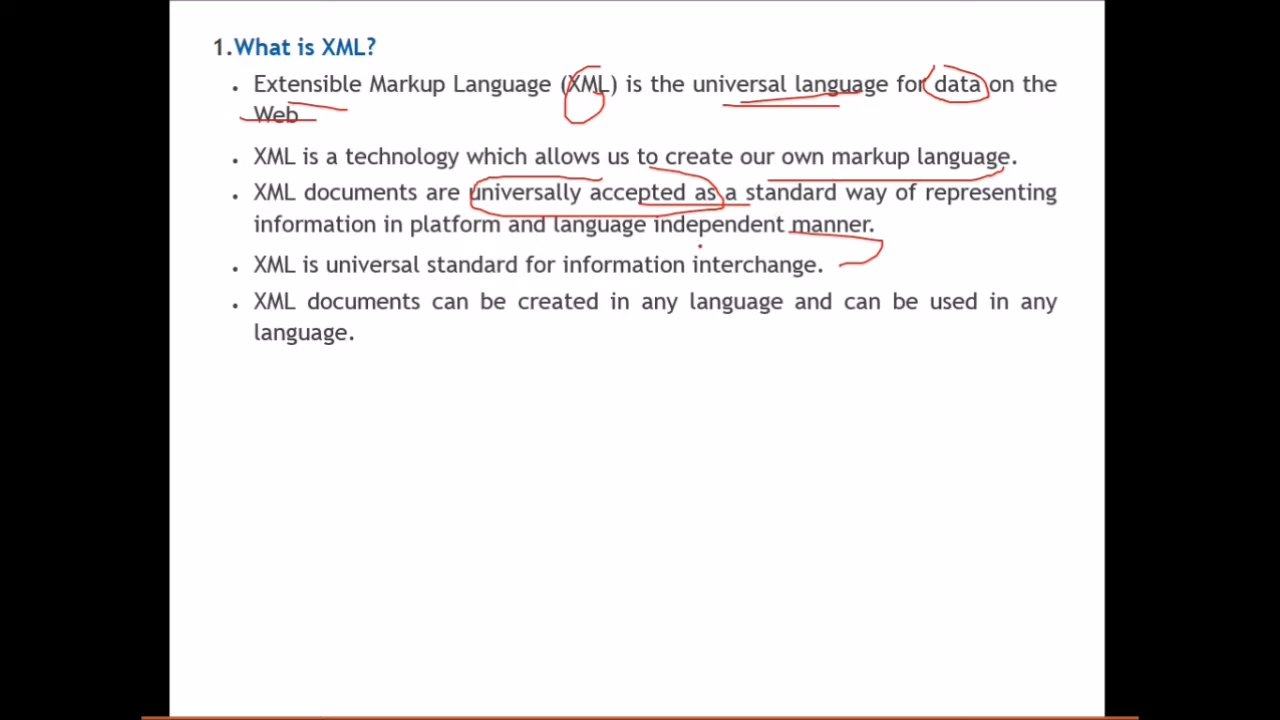 1.What is XML?
• Extensible Markup Language (XML) is the universal language for data on the
Web
• XML is a technology which allows us to create our own markup language.
• XML documents are universally accepted as a standard way of representing
information in platform and language independent manner.
• XML is universal standard for information interchange.
• XML documents can be created in any language and can be used in any
language.